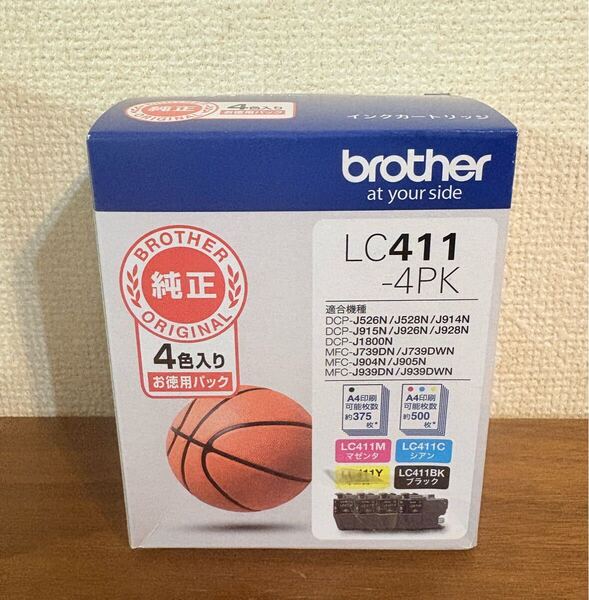 純正
ORIGINAL
4色入り
お徳用パック
インクカートリッジ
brother
at your side
BROTHER
純正
ORIGINAL
4色入り
お徳用パック
LC411
-4PK
適合機種
DCP-J526N/J528N/J914N
DCP-J915N/J926N/J928N
DCP-J1800N
MFC-J739DN/J739DWN
MFC-J904N/J905N
MFC-J939DN/J939DWN
A4印刷
可能枚数
約375
枚*
A4印刷
可能枚数
約500
枚*
LC411M
マゼンタ
LC411C
シアン
LC411BK
ブラック